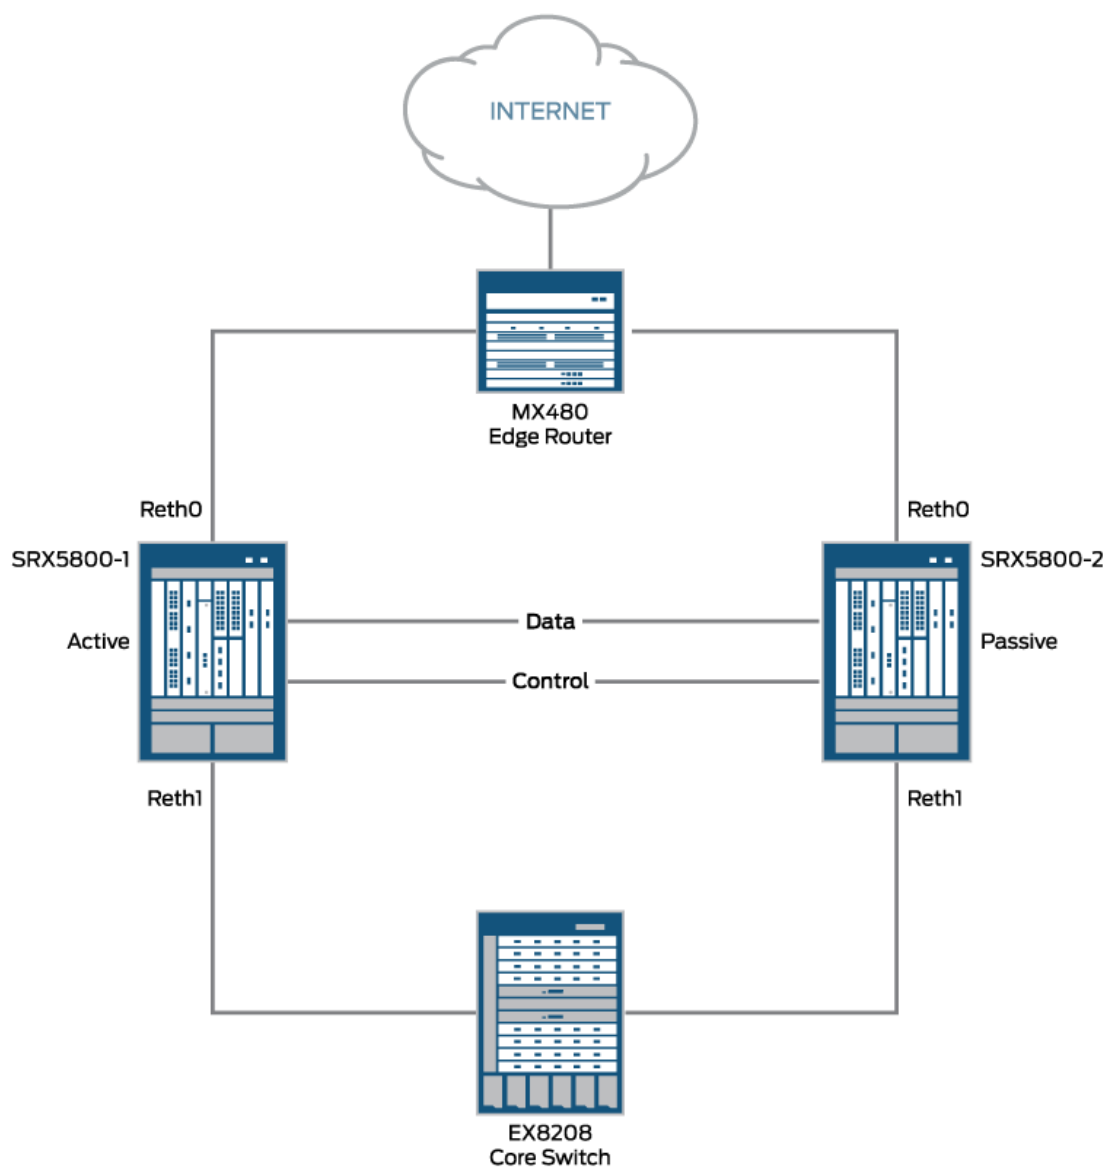 INTERNET
MX480
Edge Router
Reth0
Reth0
SRX5800-1
SRX5800-2
Data
Active
Passive
Control
Reth1
Reth1
EX8208
Core Switch